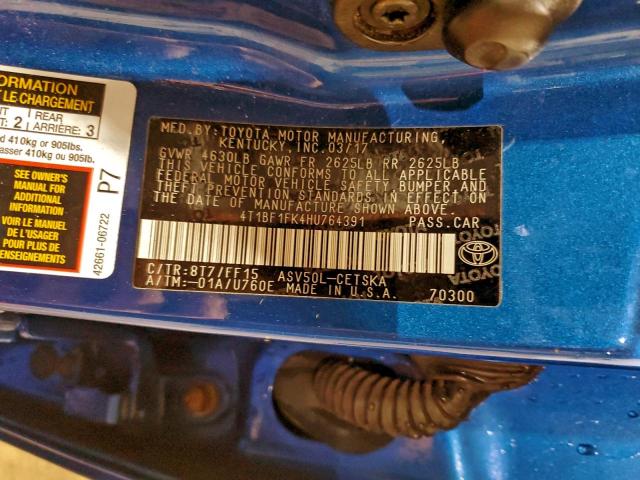 ORMATION
LE CHARGEMENT
2 REAR
ARRIÈRE: 3
410kg or 905lbs.
asser 410kg ou 905lb.
SEE OWNER'S
MANUAL FOR
ADDITIONAL
INFORMATION
VOIR LE MANUEL
DE L'USAGER
POUR PLUS
42661-06722
P7
MFD. BY: TOYOTA MOTOR MANUFACTURING,
KENTUCKY, INC. 03/17
GVWR 4630LB GAWR FR 2625LB RR 2625LB
THIS VEHICLE CONFORMS TO ALL APPLICABLE
FEDERAL MOTOR VEHICLE SAFETY, BUMPER, AND
THEFT PREVENTION STANDARDS IN EFFECT ON
THE DATE OF MANUFACTURE SHOWN ABOVE.
4T1BF1FK4HU764391 PASS. CAR
C/TR: 8T7/FF15 ASV50L-CETSKA
A/TM: -01A/U760E MADE IN U.S.A. 70300
TOYOTA